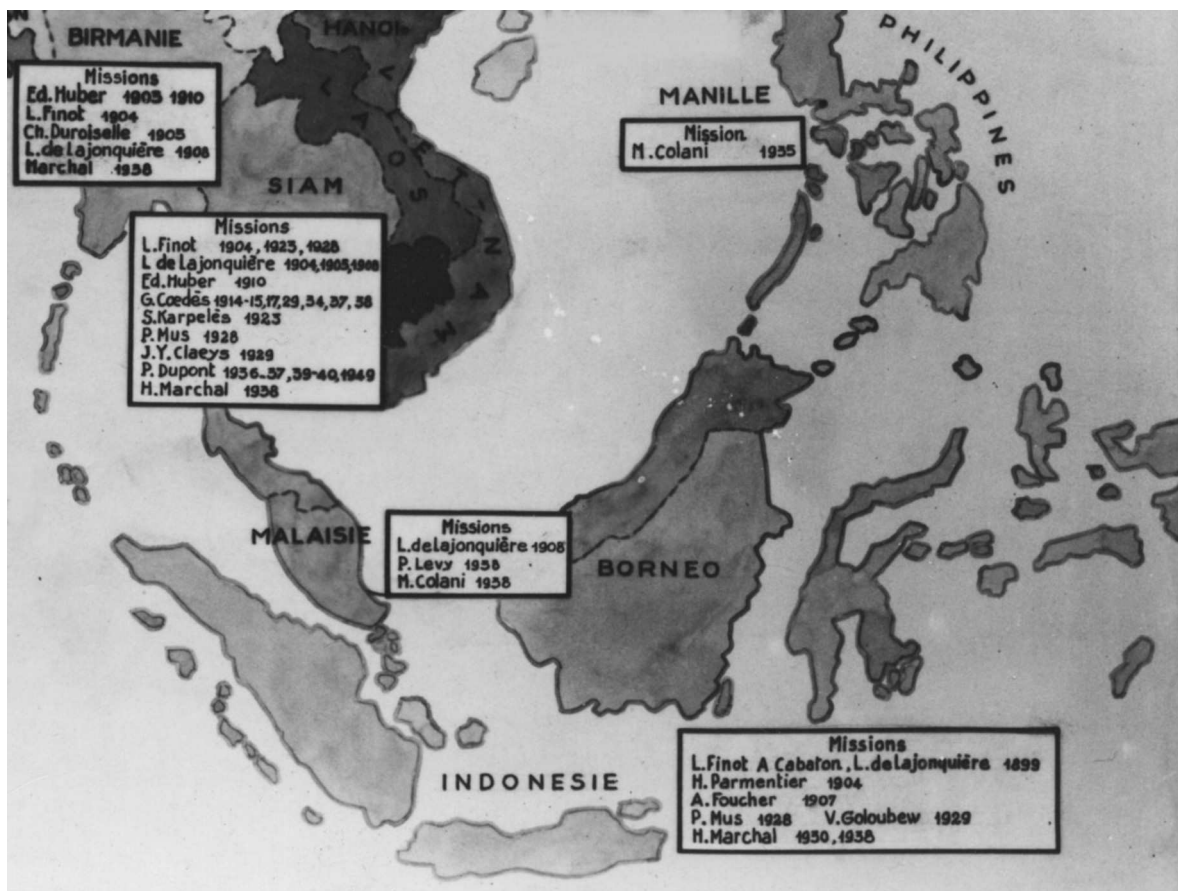 BIRMANIE
HANOI
PHILIPPINES
Missions
Ed.Huber 1905 1910
L.Finot 1904
Ch.Duroiselle 1905
L.de Lajonquière 1908
Marchal 1938
MANILLE
Mission
M.Colani 1935
LAOS
VIETNAM
SIAM
Missions
L.Finot 1904,1923,1928
L de Lajonquière 1904,1905,1908
Ed.Huber 1910
G.Cœdès 1914-15,17,29,34,37,38
S.Karpelès 1923
P.Mus 1928
J.Y.Claeys 1929
P.Dupont 1936-37,39-40,1949
H.Marchal 1938
MALAISIE
Missions
L.de Lajonquière 1908
P.Levy 1938
M.Colani 1938
BORNEO
INDONESIE
Missions
L.Finot A Cabaton, L.de Lajonquière 1899
H.Parmentier 1904
A.Foucher 1907
P.Mus 1928 V.Goloubew 1929
H.Marchal 1930,1938